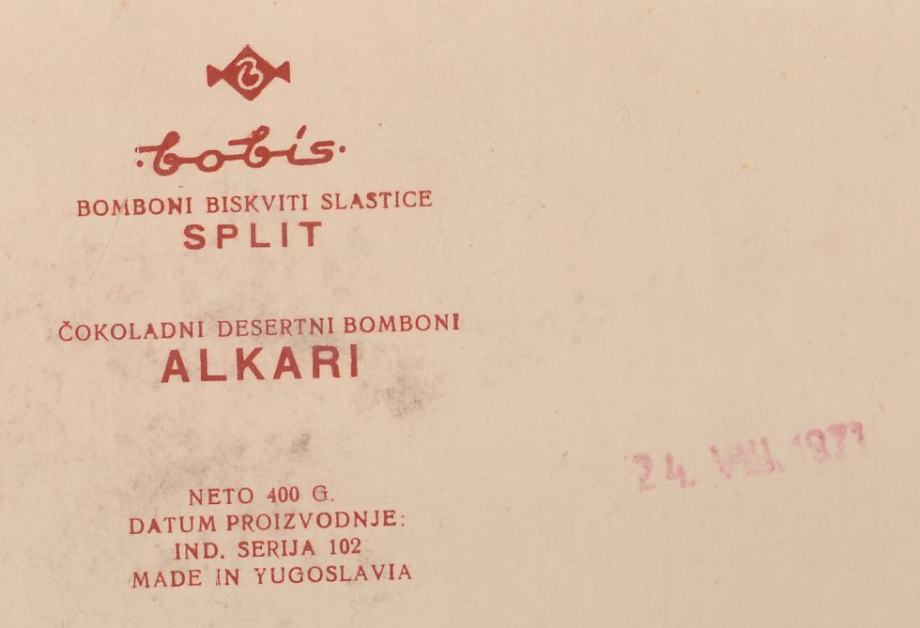 B
bobis
BOMBONI BISKVITI SLASTICE
SPLIT
ČOKOLADNI DESERTNI BOMBONI
ALKARI
24. VIII. 1971
NETO 400 G.
DATUM PROIZVODNJE:
IND. SERIJA 102
MADE IN YUGOSLAVIA